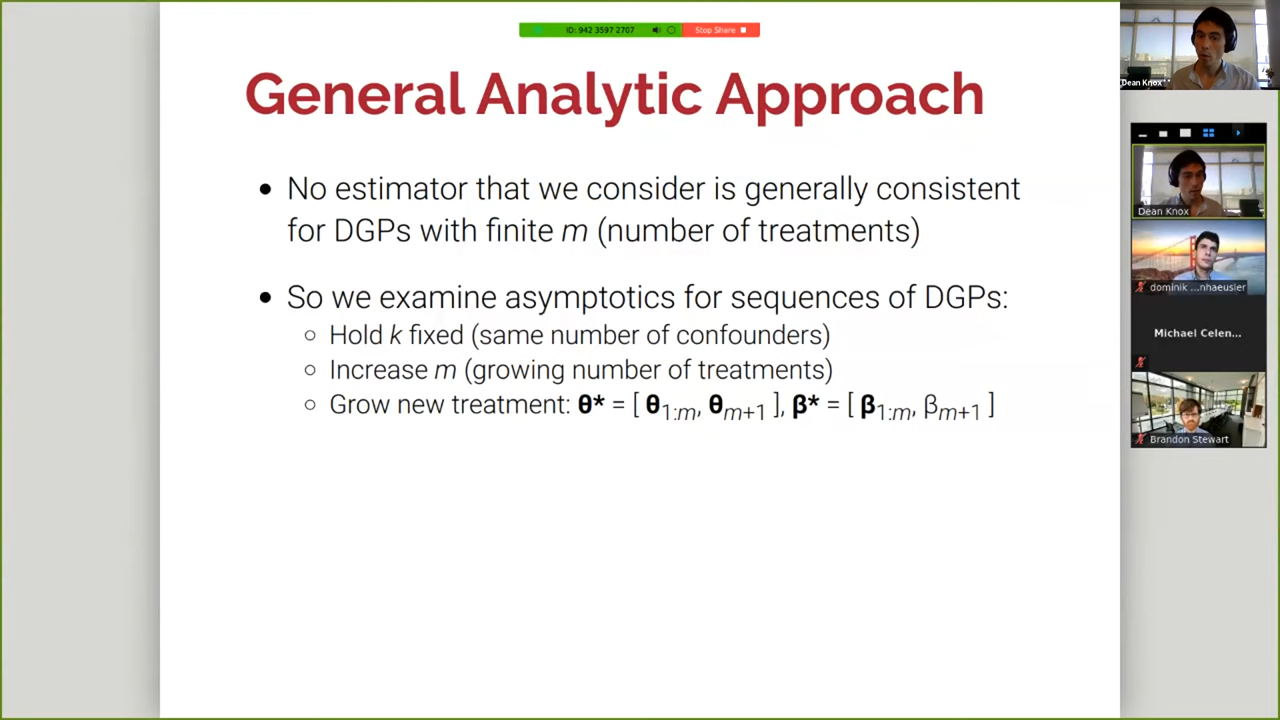 ID: 942 3597 2707
Stop Share
General Analytic Approach
• No estimator that we consider is generally consistent
for DGPs with finite m (number of treatments)
• So we examine asymptotics for sequences of DGPs:
○ Hold k fixed (same number of confounders)
○ Increase m (growing number of treatments)
○ Grow new treatment: θ* = [ θ1:m, θm+1 ], β* = [ β1:m, βm+1 ]
Dean Knox
Dean Knox
dominik ...nhaeusler
Michael Celen...
Brandon Stewart